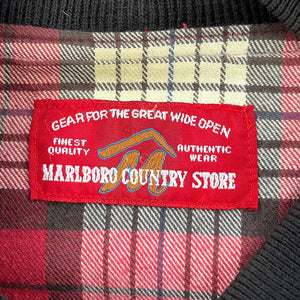 GEAR FOR THE GREAT WIDE OPEN
FINEST QUALITY
AUTHENTIC WEAR
MARLBORO COUNTRY STORE